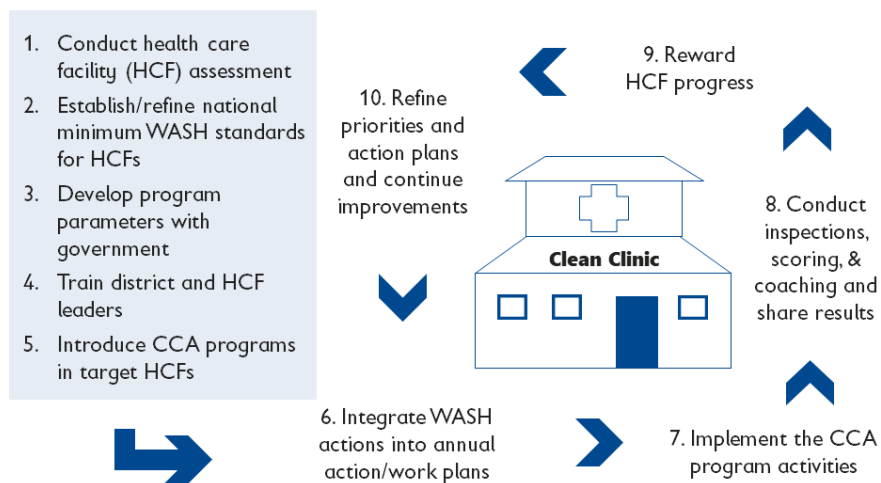 1. Conduct health care
facility (HCF) assessment
2. Establish/refine national
minimum WASH standards
for HCFs
3. Develop program
parameters with
government
4. Train district and HCF
leaders
5. Introduce CCA programs
in target HCFs
6. Integrate WASH
actions into annual
action/work plans
7. Implement the CCA
program activities
8. Conduct
inspections,
scoring, &
coaching and
share results
9. Reward
HCF progress
10. Refine
priorities and
action plans
and continue
improvements
Clean Clinic